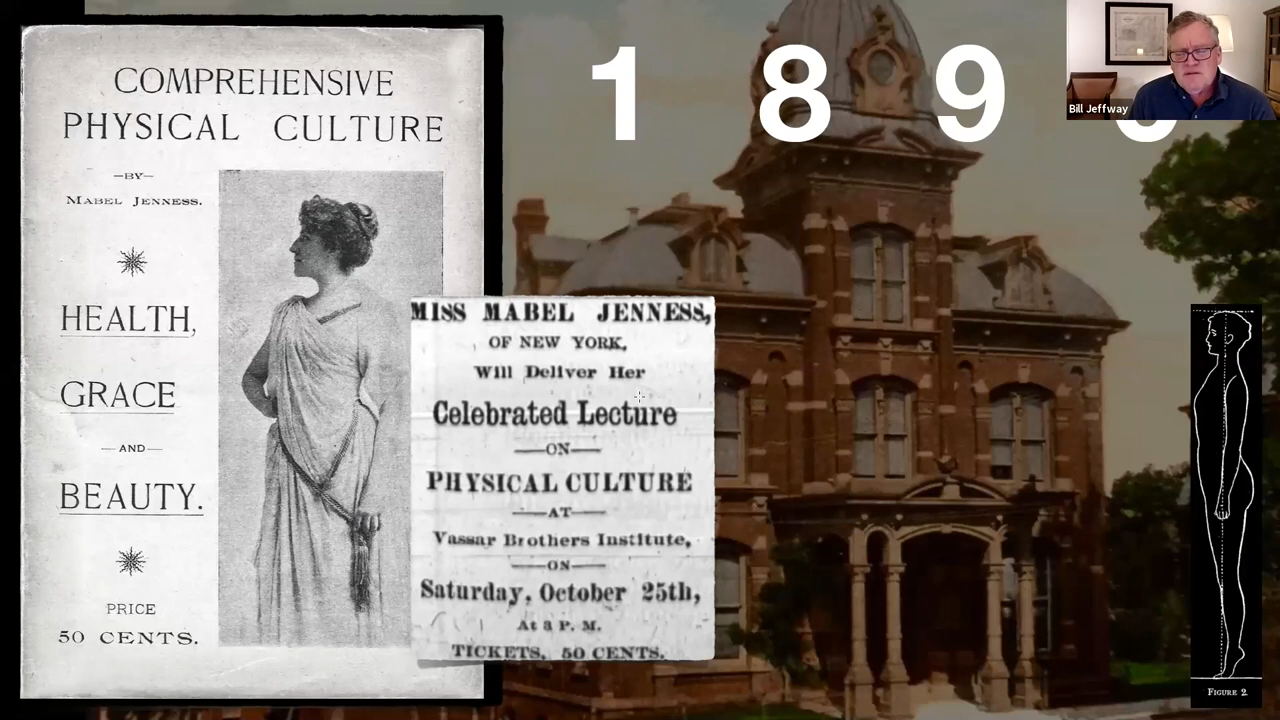 COMPREHENSIVE
PHYSICAL CULTURE
—BY—
MABEL JENNESS.
HEALTH,
GRACE
—AND—
BEAUTY.
PRICE
50 CENTS.
MISS MABEL JENNESS,
OF NEW YORK,
Will Deliver Her
Celebrated Lecture
—ON—
PHYSICAL CULTURE
—AT—
Vassar Brothers Institute,
—ON—
Saturday, October 25th,
At 3 P. M.
TICKETS, 50 CENTS.
1 8 9
Bill Jeffway
FIGURE 2.